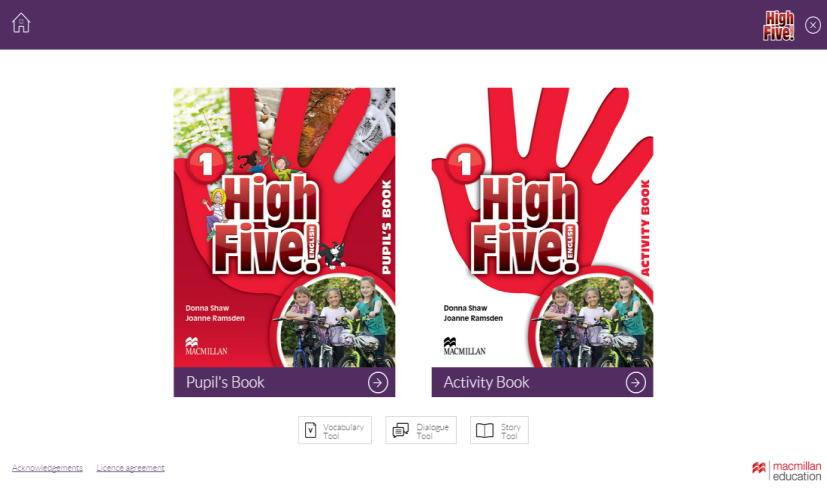 High
Five!
1
High
Five!
ENGLISH
PUPIL'S BOOK
Donna Shaw
Joanne Ramsden
MACMILLAN
Pupil's Book
1
High
Five!
ENGLISH
ACTIVITY BOOK
Donna Shaw
Joanne Ramsden
MACMILLAN
Activity Book
V
Vocabulary
Tool
Dialogue
Tool
Story
Tool
Acknowledgements
Licence agreement
macmillan
education